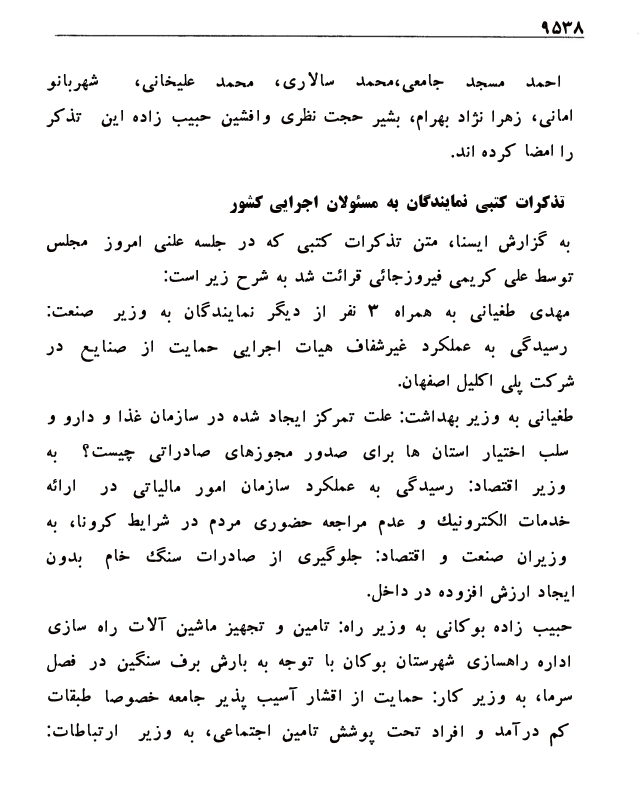 ۹۵۳۸
احمد مسجد جامعی،محمد سالاری، محمد علیخانی، شهربانو
امانی، زهرا نژاد بهرام، بشیر حجت نظری وافشین حبیب زاده این تذکر
را امضا کرده اند.
تذکرات کتبی نمایندگان به مسئولان اجرایی کشور
به گزارش ایسنا، متن تذکرات کتبی که در جلسه علنی امروز مجلس
توسط علی کریمی فیروزجائی قرائت شد به شرح زیر است:
مهدی طغیانی به همراه ۳ نفر از دیگر نمایندگان به وزیر صنعت:
رسیدگی به عملکرد غیرشفاف هیات اجرایی حمایت از صنایع در
شرکت پلی اکلیل اصفهان.
طغیانی به وزیر بهداشت: علت تمرکز ایجاد شده در سازمان غذا و دارو و
سلب اختیار استان ها برای صدور مجوزهای صادراتی چیست؟ به
وزیر اقتصاد: رسیدگی به عملکرد سازمان امور مالیاتی در ارائه
خدمات الکترونیك و عدم مراجعه حضوری مردم در شرایط کرونا، به
وزیران صنعت و اقتصاد: جلوگیری از صادرات سنگ خام بدون
ایجاد ارزش افزوده در داخل.
حبیب زاده بوکانی به وزیر راه: تامین و تجهیز ماشین آلات راه سازی
اداره راهسازی شهرستان بوکان با توجه به بارش برف سنگین در فصل
سرما، به وزیر کار: حمایت از اقشار آسیب پذیر جامعه خصوصا طبقات
کم درآمد و افراد تحت پوشش تامین اجتماعی، به وزیر ارتباطات: